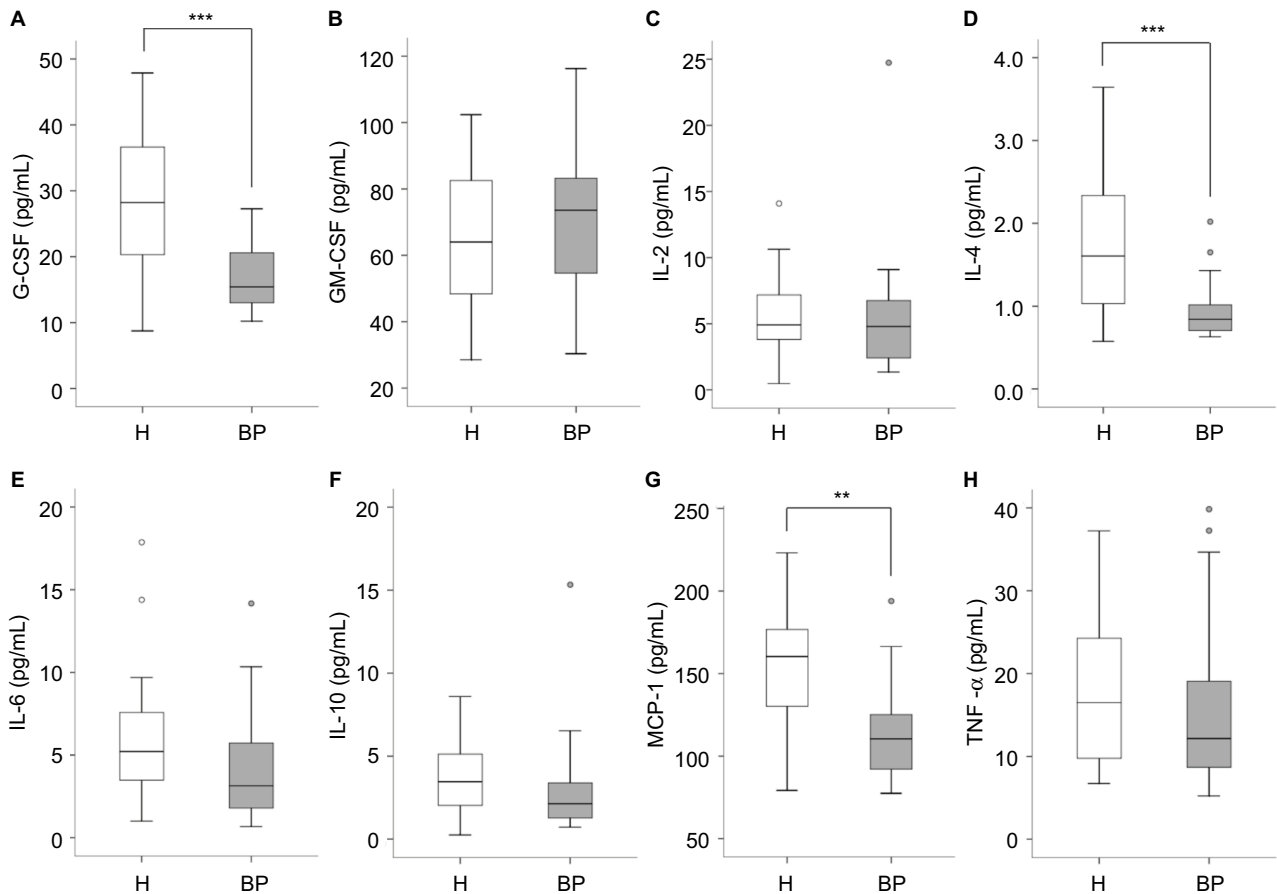 A
***
G-CSF (pg/mL)
50
40
30
20
10
0
H BP
B
GM-CSF (pg/mL)
120
100
80
60
40
20
H BP
C
IL-2 (pg/mL)
25
20
15
10
5
0
H BP
D
***
IL-4 (pg/mL)
4.0
3.0
2.0
1.0
0.0
H BP
E
IL-6 (pg/mL)
20
15
10
5
0
H BP
F
IL-10 (pg/mL)
20
15
10
5
0
H BP
G
**
MCP-1 (pg/mL)
250
200
150
100
50
H BP
H
TNF -α (pg/mL)
40
30
20
10
0
H BP